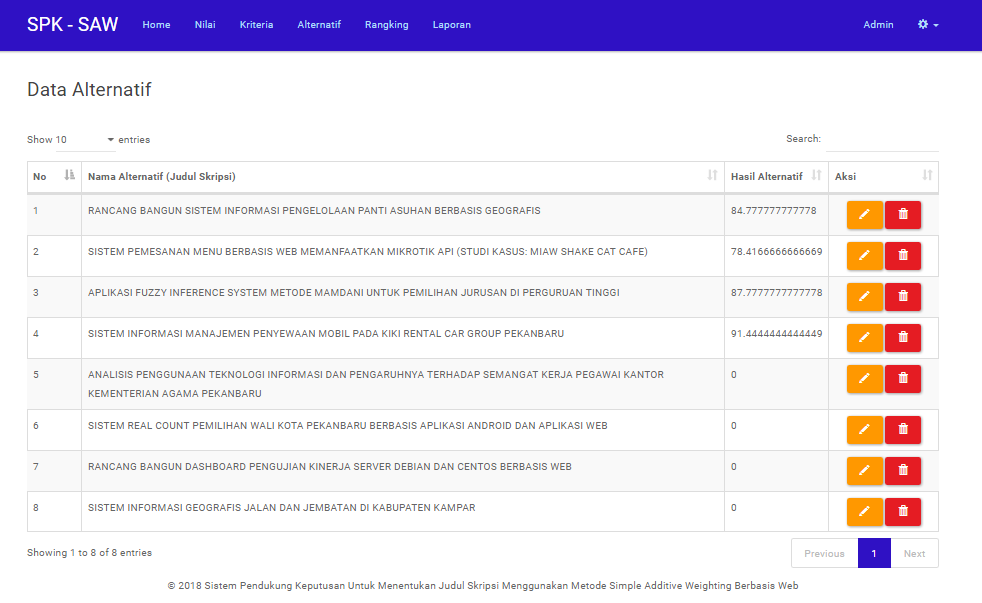 SPK - SAW Home Nilai Kriteria Alternatif Rangking Laporan Admin
Data Alternatif
Show 10 entries Search:
No Nama Alternatif (Judul Skripsi) Hasil Alternatif Aksi
1 RANCANG BANGUN SISTEM INFORMASI PENGELOLAAN PANTI ASUHAN BERBASIS GEOGRAFIS 84.777777777778
2 SISTEM PEMESANAN MENU BERBASIS WEB MEMANFAATKAN MIKROTIK API (STUDI KASUS: MIAW SHAKE CAT CAFE) 78.4166666666669
3 APLIKASI FUZZY INFERENCE SYSTEM METODE MAMDANI UNTUK PEMILIHAN JURUSAN DI PERGURUAN TINGGI 87.7777777777778
4 SISTEM INFORMASI MANAJEMEN PENYEWAAN MOBIL PADA KIKI RENTAL CAR GROUP PEKANBARU 91.4444444444449
5 ANALISIS PENGGUNAAN TEKNOLOGI INFORMASI DAN PENGARUHNYA TERHADAP SEMANGAT KERJA PEGAWAI KANTOR 0
KEMENTERIAN AGAMA PEKANBARU
6 SISTEM REAL COUNT PEMILIHAN WALI KOTA PEKANBARU BERBASIS APLIKASI ANDROID DAN APLIKASI WEB 0
7 RANCANG BANGUN DASHBOARD PENGUJIAN KINERJA SERVER DEBIAN DAN CENTOS BERBASIS WEB 0
8 SISTEM INFORMASI GEOGRAFIS JALAN DAN JEMBATAN DI KABUPATEN KAMPAR 0
Showing 1 to 8 of 8 entries Previous 1 Next
© 2018 Sistem Pendukung Keputusan Untuk Menentukan Judul Skripsi Menggunakan Metode Simple Additive Weighting Berbasis Web